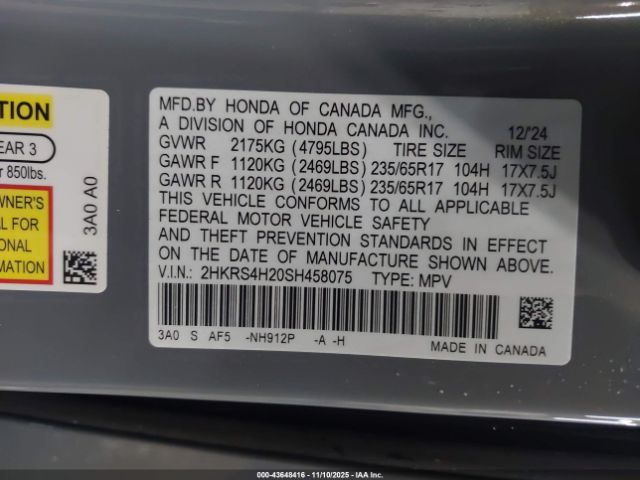 TION
EAR 3
r 850lbs.
WNER'S
AL FOR
ONAL
RMATION
3A0 A0
MFD.BY HONDA OF CANADA MFG.,
A DIVISION OF HONDA CANADA INC. 12/24
GVWR 2175KG (4795LBS) TIRE SIZE RIM SIZE
GAWR F 1120KG (2469LBS) 235/65R17 104H 17X7.5J
GAWR R 1120KG (2469LBS) 235/65R17 104H 17X7.5J
THIS VEHICLE CONFORMS TO ALL APPLICABLE
FEDERAL MOTOR VEHICLE SAFETY
AND THEFT PREVENTION STANDARDS IN EFFECT
ON THE DATE OF MANUFACTURE SHOWN ABOVE.
V.I.N.: 2HKRS4H20SH458075 TYPE: MPV
3A0 S AF5 -NH912P -A -H
MADE IN CANADA
000-43648416 - 11/10/2025 - IAA Inc.